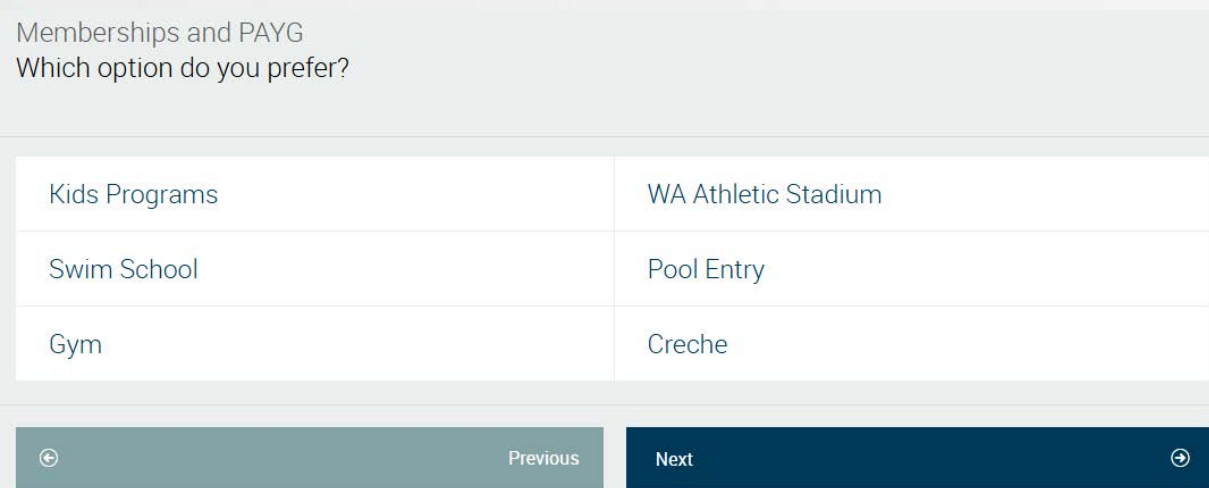 Memberships and PAYG
Which option do you prefer?
Kids Programs
WA Athletic Stadium
Swim School
Pool Entry
Gym
Creche
Previous
Next